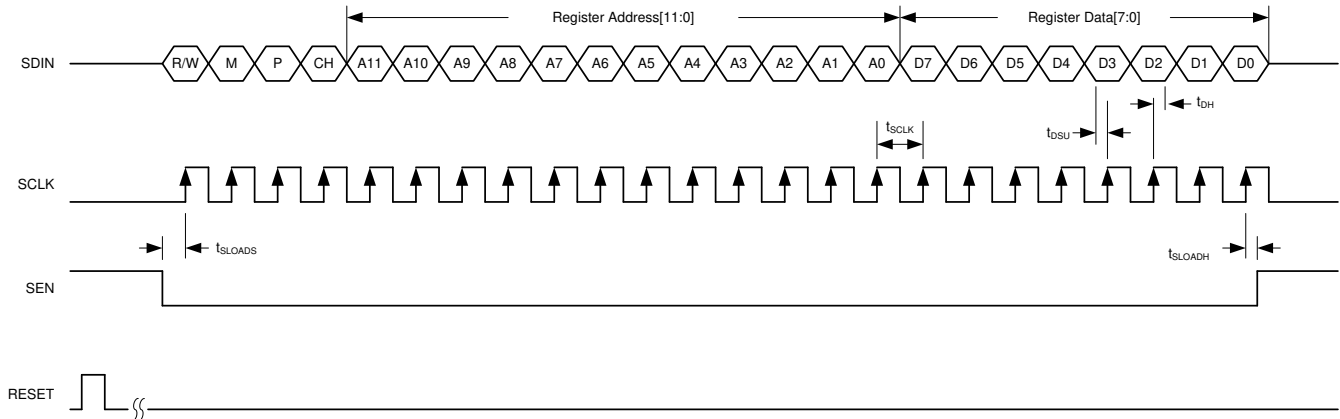 Register Address[11:0] Register Data[7:0]
SDIN R/W M P CH A11 A10 A9 A8 A7 A6 A5 A4 A3 A2 A1 A0 D7 D6 D5 D4 D3 D2 D1 D0
tDH
tSCLK tDSU
SCLK
tSLOADS tSLOADH
SEN
RESET